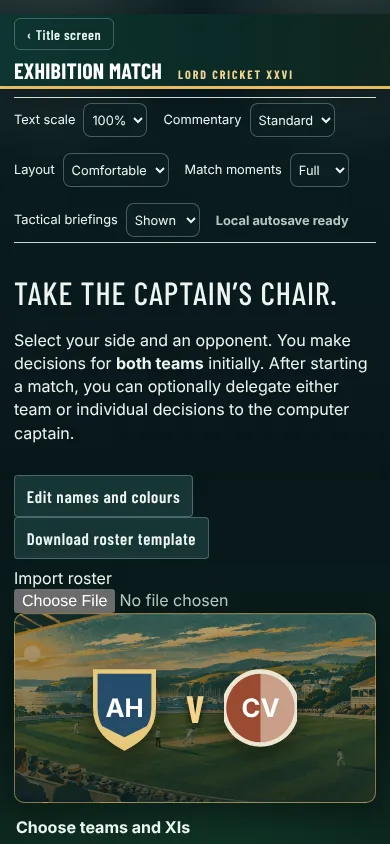 ‹ Title screen
EXHIBITION MATCH LORD CRICKET XXVI
Text scale 100% Commentary Standard
Layout Comfortable Match moments Full
Tactical briefings Shown Local autosave ready
TAKE THE CAPTAIN’S CHAIR.
Select your side and an opponent. You make
decisions for both teams initially. After starting
a match, you can optionally delegate either
team or individual decisions to the computer
captain.
Edit names and colours
Download roster template
Import roster
Choose File No file chosen
AH V CV
Choose teams and XIs